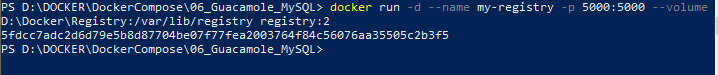 PS D:\DOCKER\DockerCompose\06_Guacamole_MySQL> docker run -d --name my-registry -p 5000:5000 --volume
D:\Docker\Registry:/var/lib/registry registry:2
5fdcc7adc2d6d79e5b8d87704be07f77fea2003764f84c56076aa35505c2b3f5
PS D:\DOCKER\DockerCompose\06_Guacamole_MySQL>